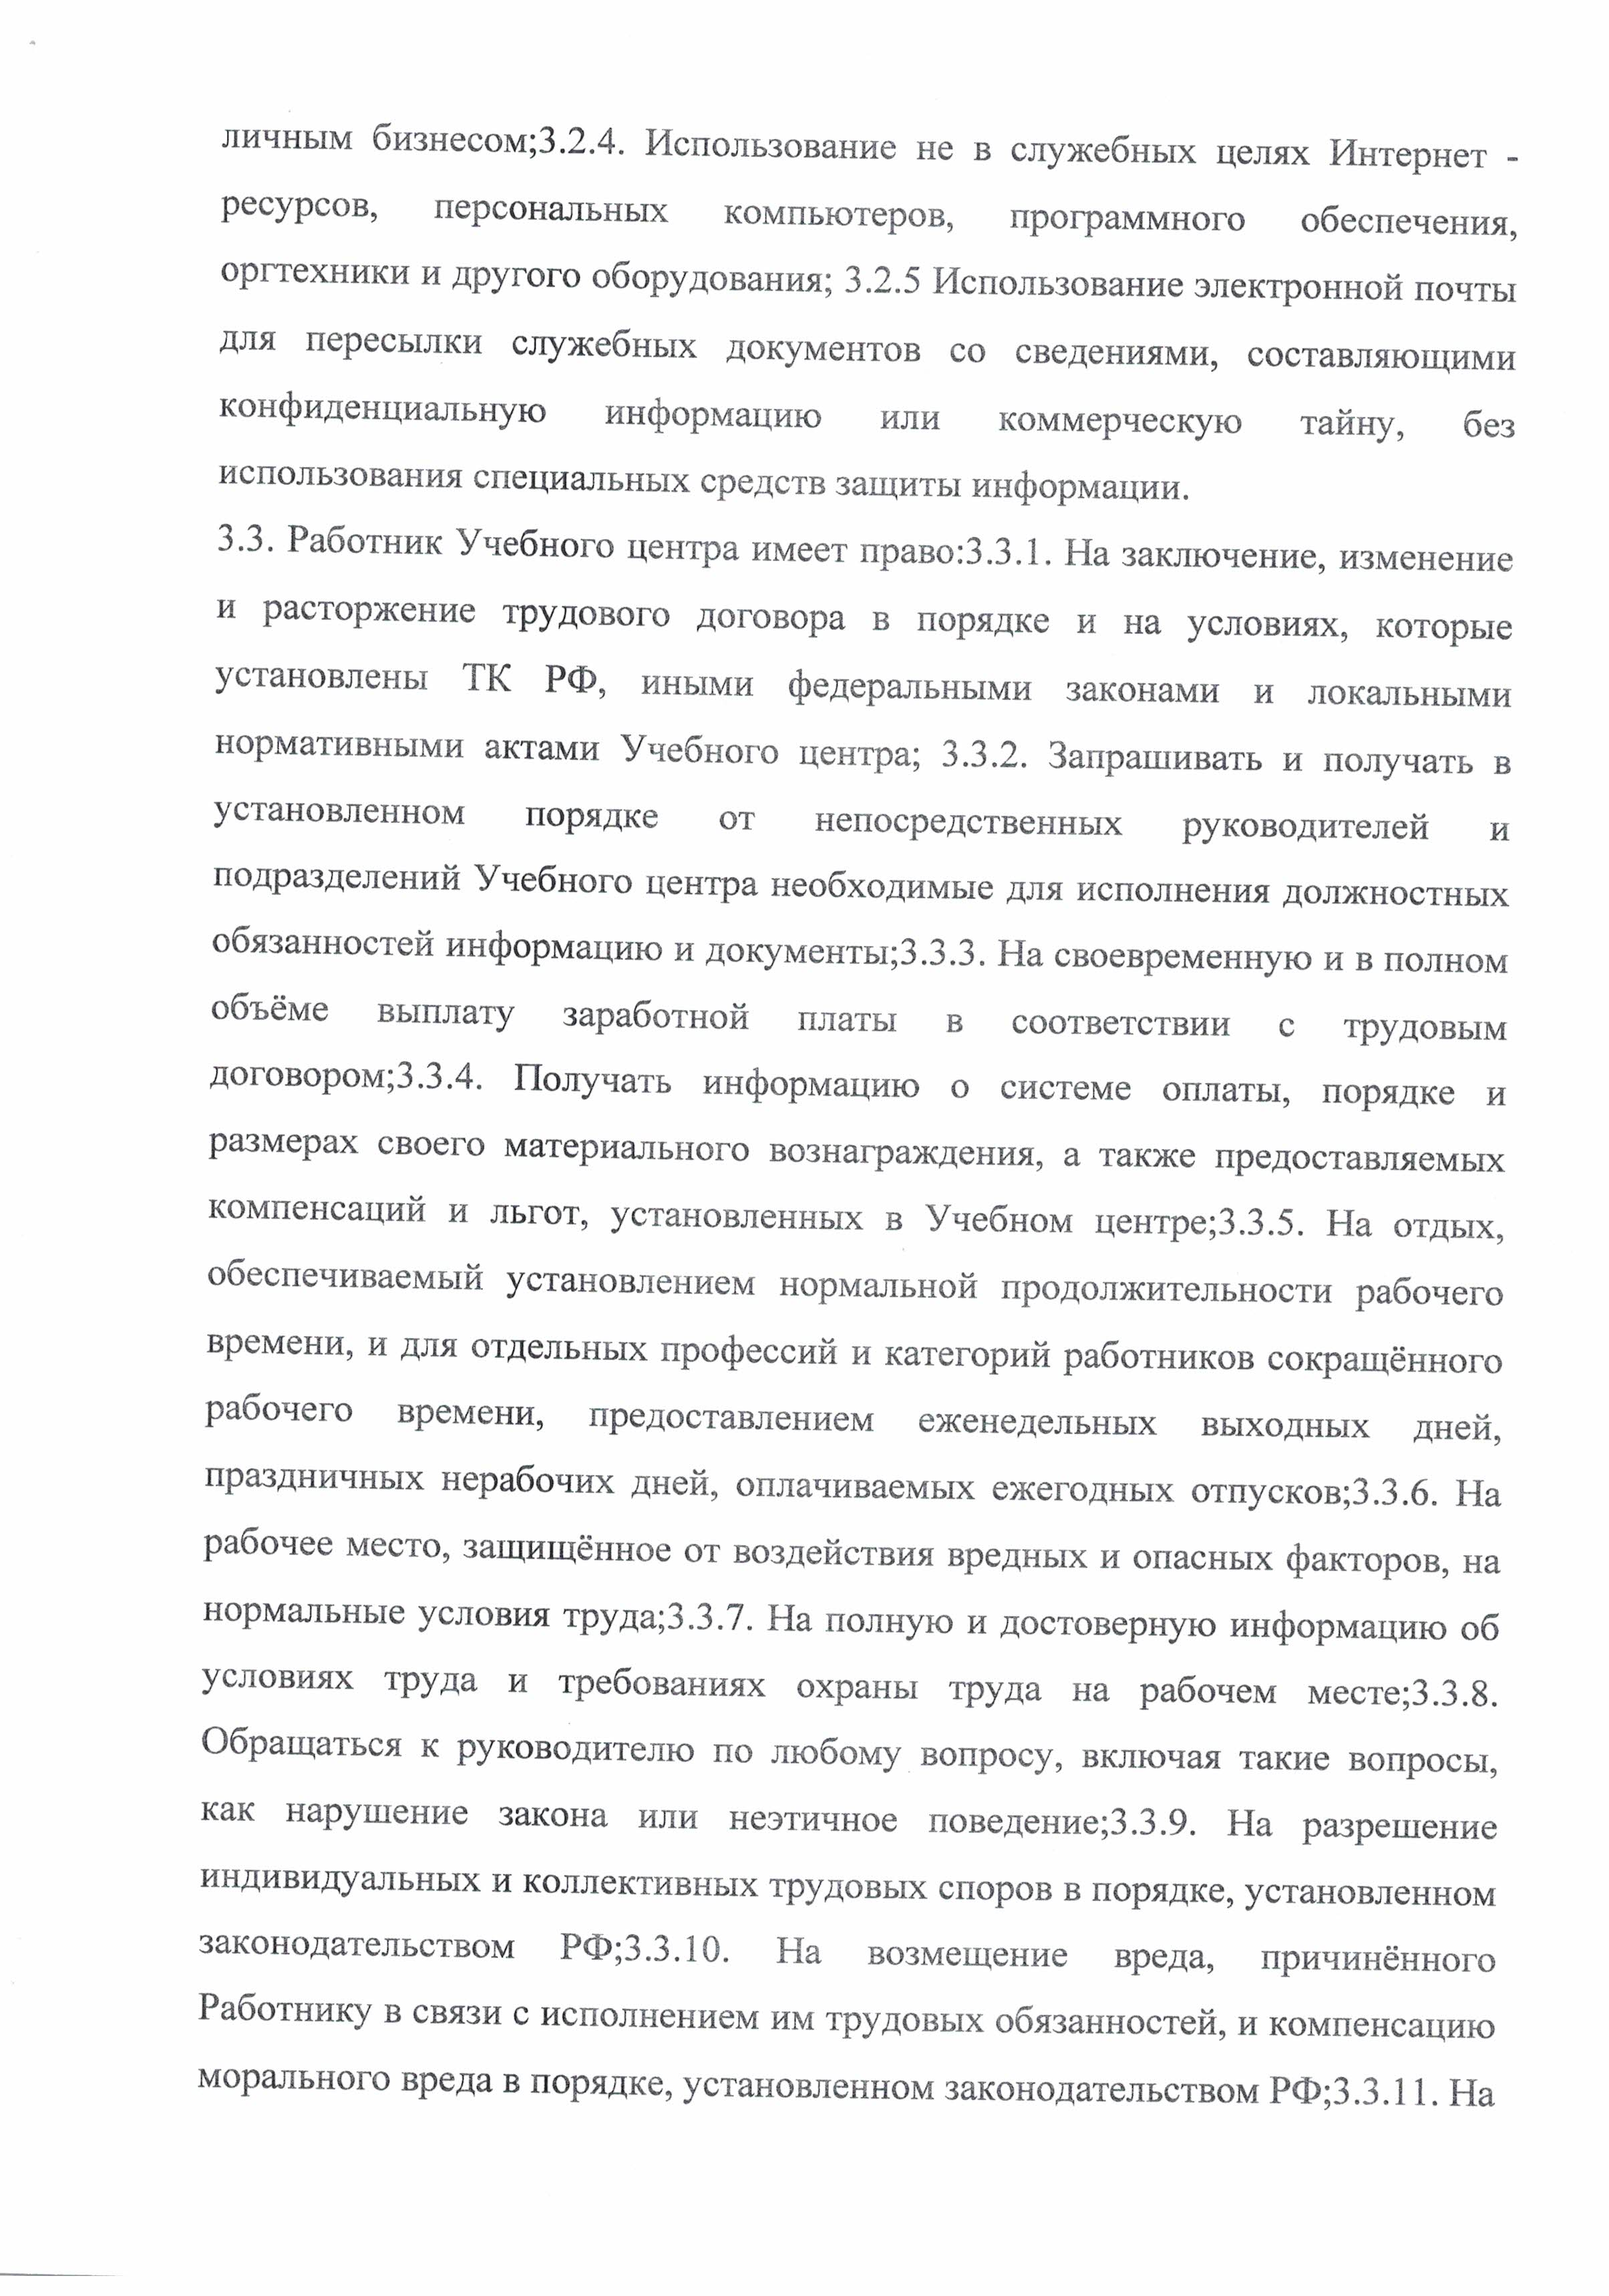 личным бизнесом;3.2.4. Использование не в служебных целях Интернет -
ресурсов, персональных компьютеров, программного обеспечения,
оргтехники и другого оборудования; 3.2.5 Использование электронной почты
для пересылки служебных документов со сведениями, составляющими
конфиденциальную информацию или коммерческую тайну, без
использования специальных средств защиты информации.
3.3. Работник Учебного центра имеет право:3.3.1. На заключение, изменение
и расторжение трудового договора в порядке и на условиях, которые
установлены ТК РФ, иными федеральными законами и локальными
нормативными актами Учебного центра; 3.3.2. Запрашивать и получать в
установленном порядке от непосредственных руководителей и
подразделений Учебного центра необходимые для исполнения должностных
обязанностей информацию и документы;3.3.3. На своевременную и в полном
объёме выплату заработной платы в соответствии с трудовым
договором;3.3.4. Получать информацию о системе оплаты, порядке и
размерах своего материального вознаграждения, а также предоставляемых
компенсаций и льгот, установленных в Учебном центре;3.3.5. На отдых,
обеспечиваемый установлением нормальной продолжительности рабочего
времени, и для отдельных профессий и категорий работников сокращённого
рабочего времени, предоставлением еженедельных выходных дней,
праздничных нерабочих дней, оплачиваемых ежегодных отпусков;3.3.6. На
рабочее место, защищённое от воздействия вредных и опасных факторов, на
нормальные условия труда;3.3.7. На полную и достоверную информацию об
условиях труда и требованиях охраны труда на рабочем месте;3.3.8.
Обращаться к руководителю по любому вопросу, включая такие вопросы,
как нарушение закона или неэтичное поведение;3.3.9. На разрешение
индивидуальных и коллективных трудовых споров в порядке, установленном
законодательством РФ;3.3.10. На возмещение вреда, причинённого
Работнику в связи с исполнением им трудовых обязанностей, и компенсацию
морального вреда в порядке, установленном законодательством РФ;3.3.11. На